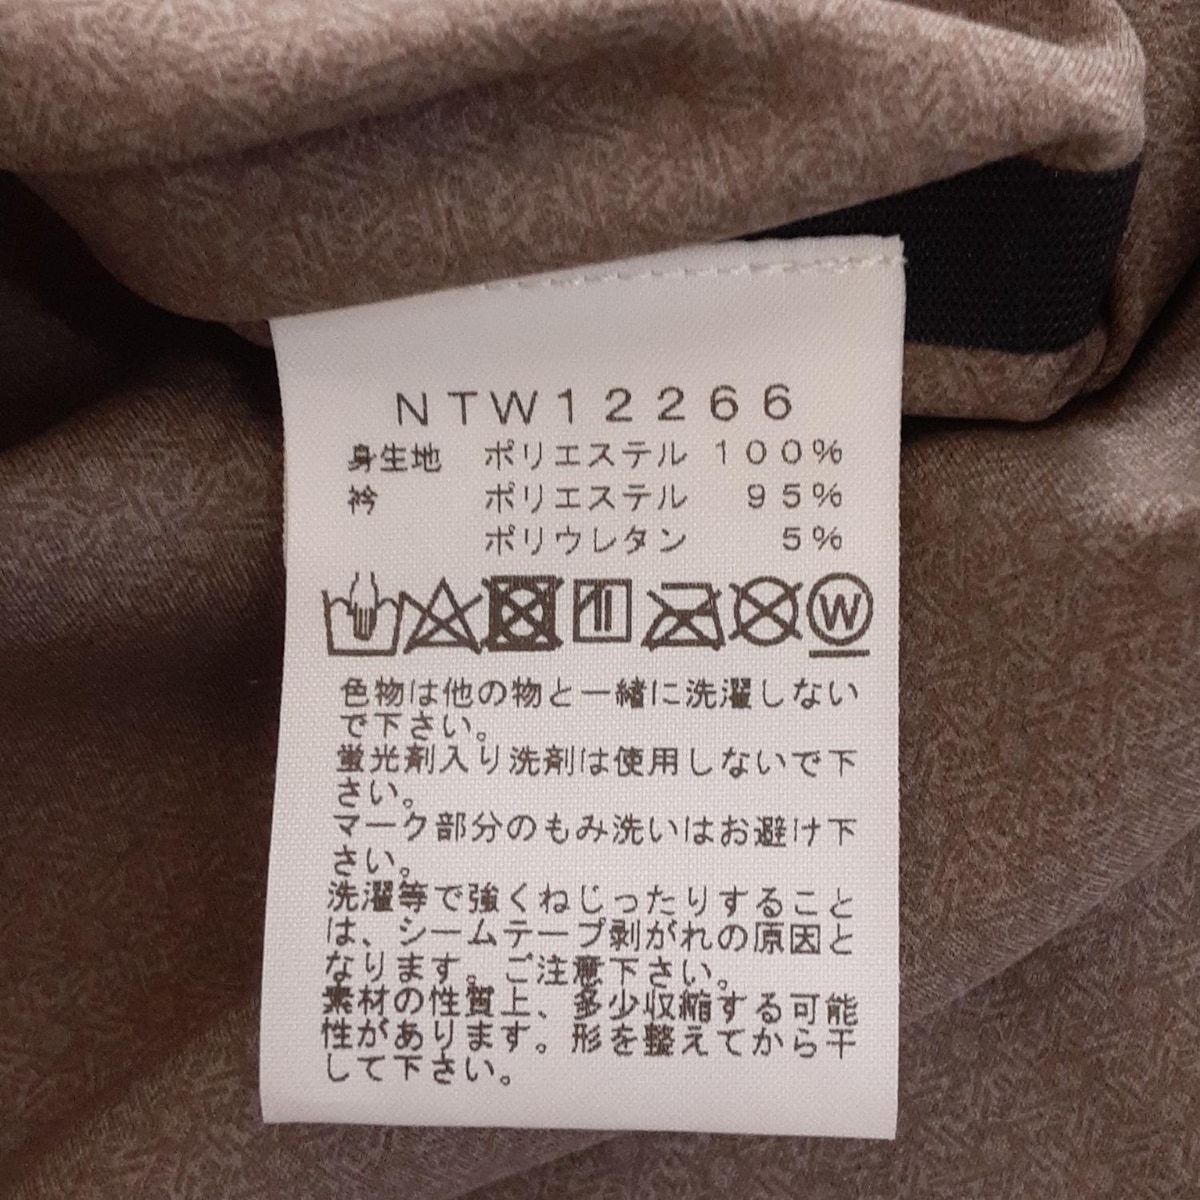 NTW12266
身生地 ポリエステル 100%
衿 ポリエステル 95%
ポリウレタン 5%
W
色物は他の物と一緒に洗濯しない
で下さい。
蛍光剤入り洗剤は使用しないで下
さい。
マーク部分のもみ洗いはお避け下
さい。
洗濯等で強くねじったりすること
は、シームテープ剥がれの原因と
なります。ご注意下さい。
素材の性質上、多少収縮する可能
性があります。形を整えてから干
して下さい。